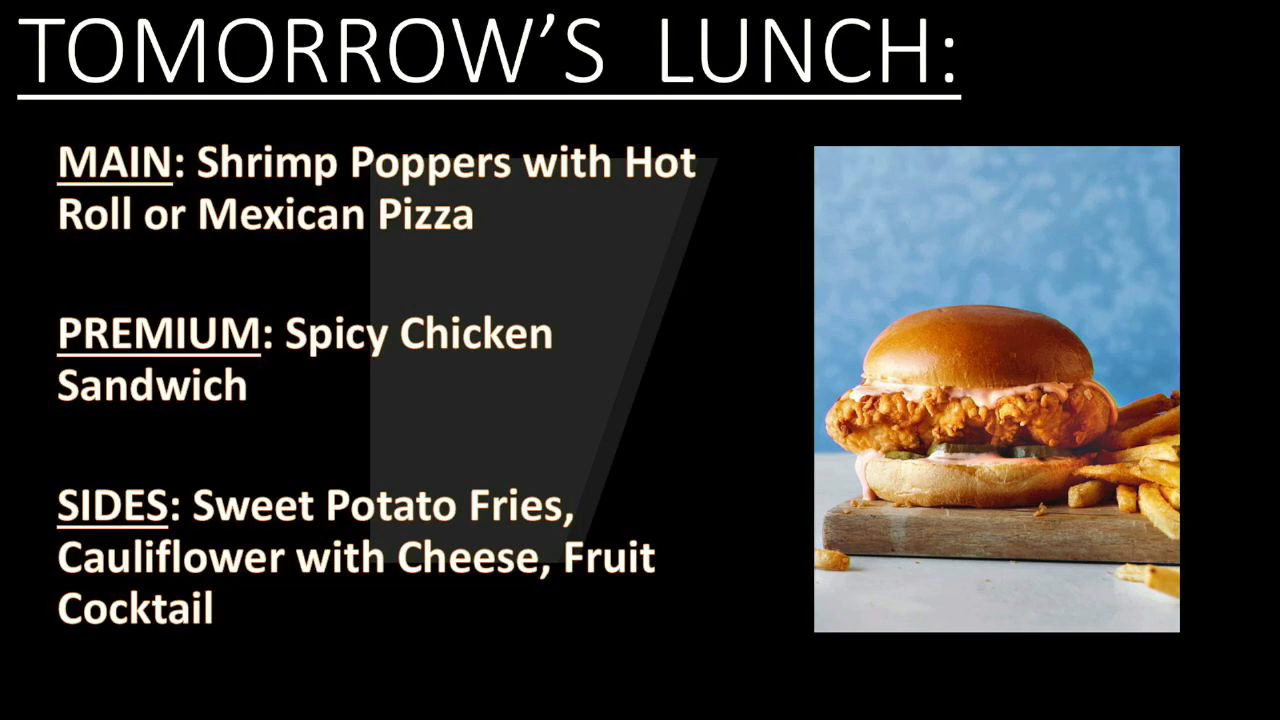 TOMORROW’S LUNCH:
MAIN: Shrimp Poppers with Hot
Roll or Mexican Pizza
PREMIUM: Spicy Chicken
Sandwich
SIDES: Sweet Potato Fries,
Cauliflower with Cheese, Fruit
Cocktail